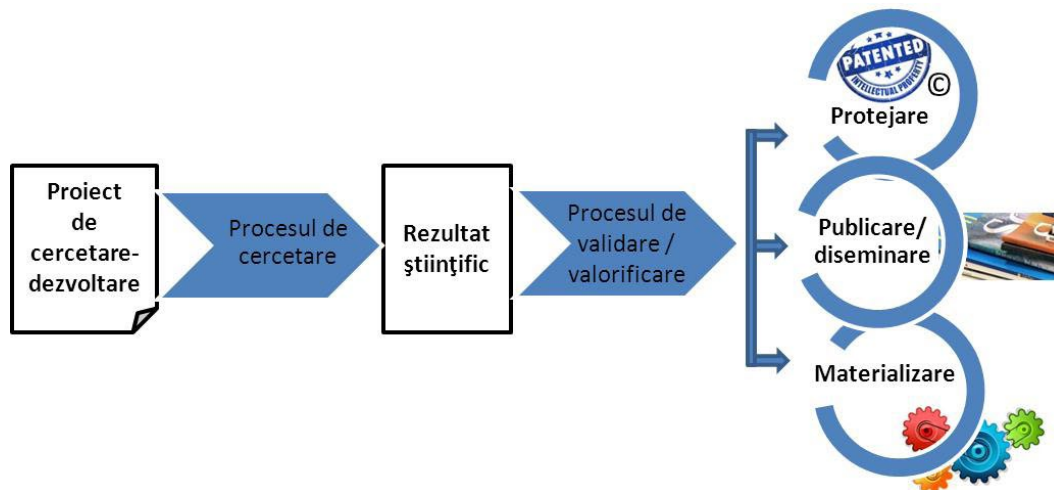 Proiect
de
cercetare-
dezvoltare
Procesul de
cercetare
Rezultat
ştiinţific
Procesul de
validare /
valorificare
PATENTED
INTELLECTUAL PROPERTY
©
Protejare
Publicare/
diseminare
Materializare